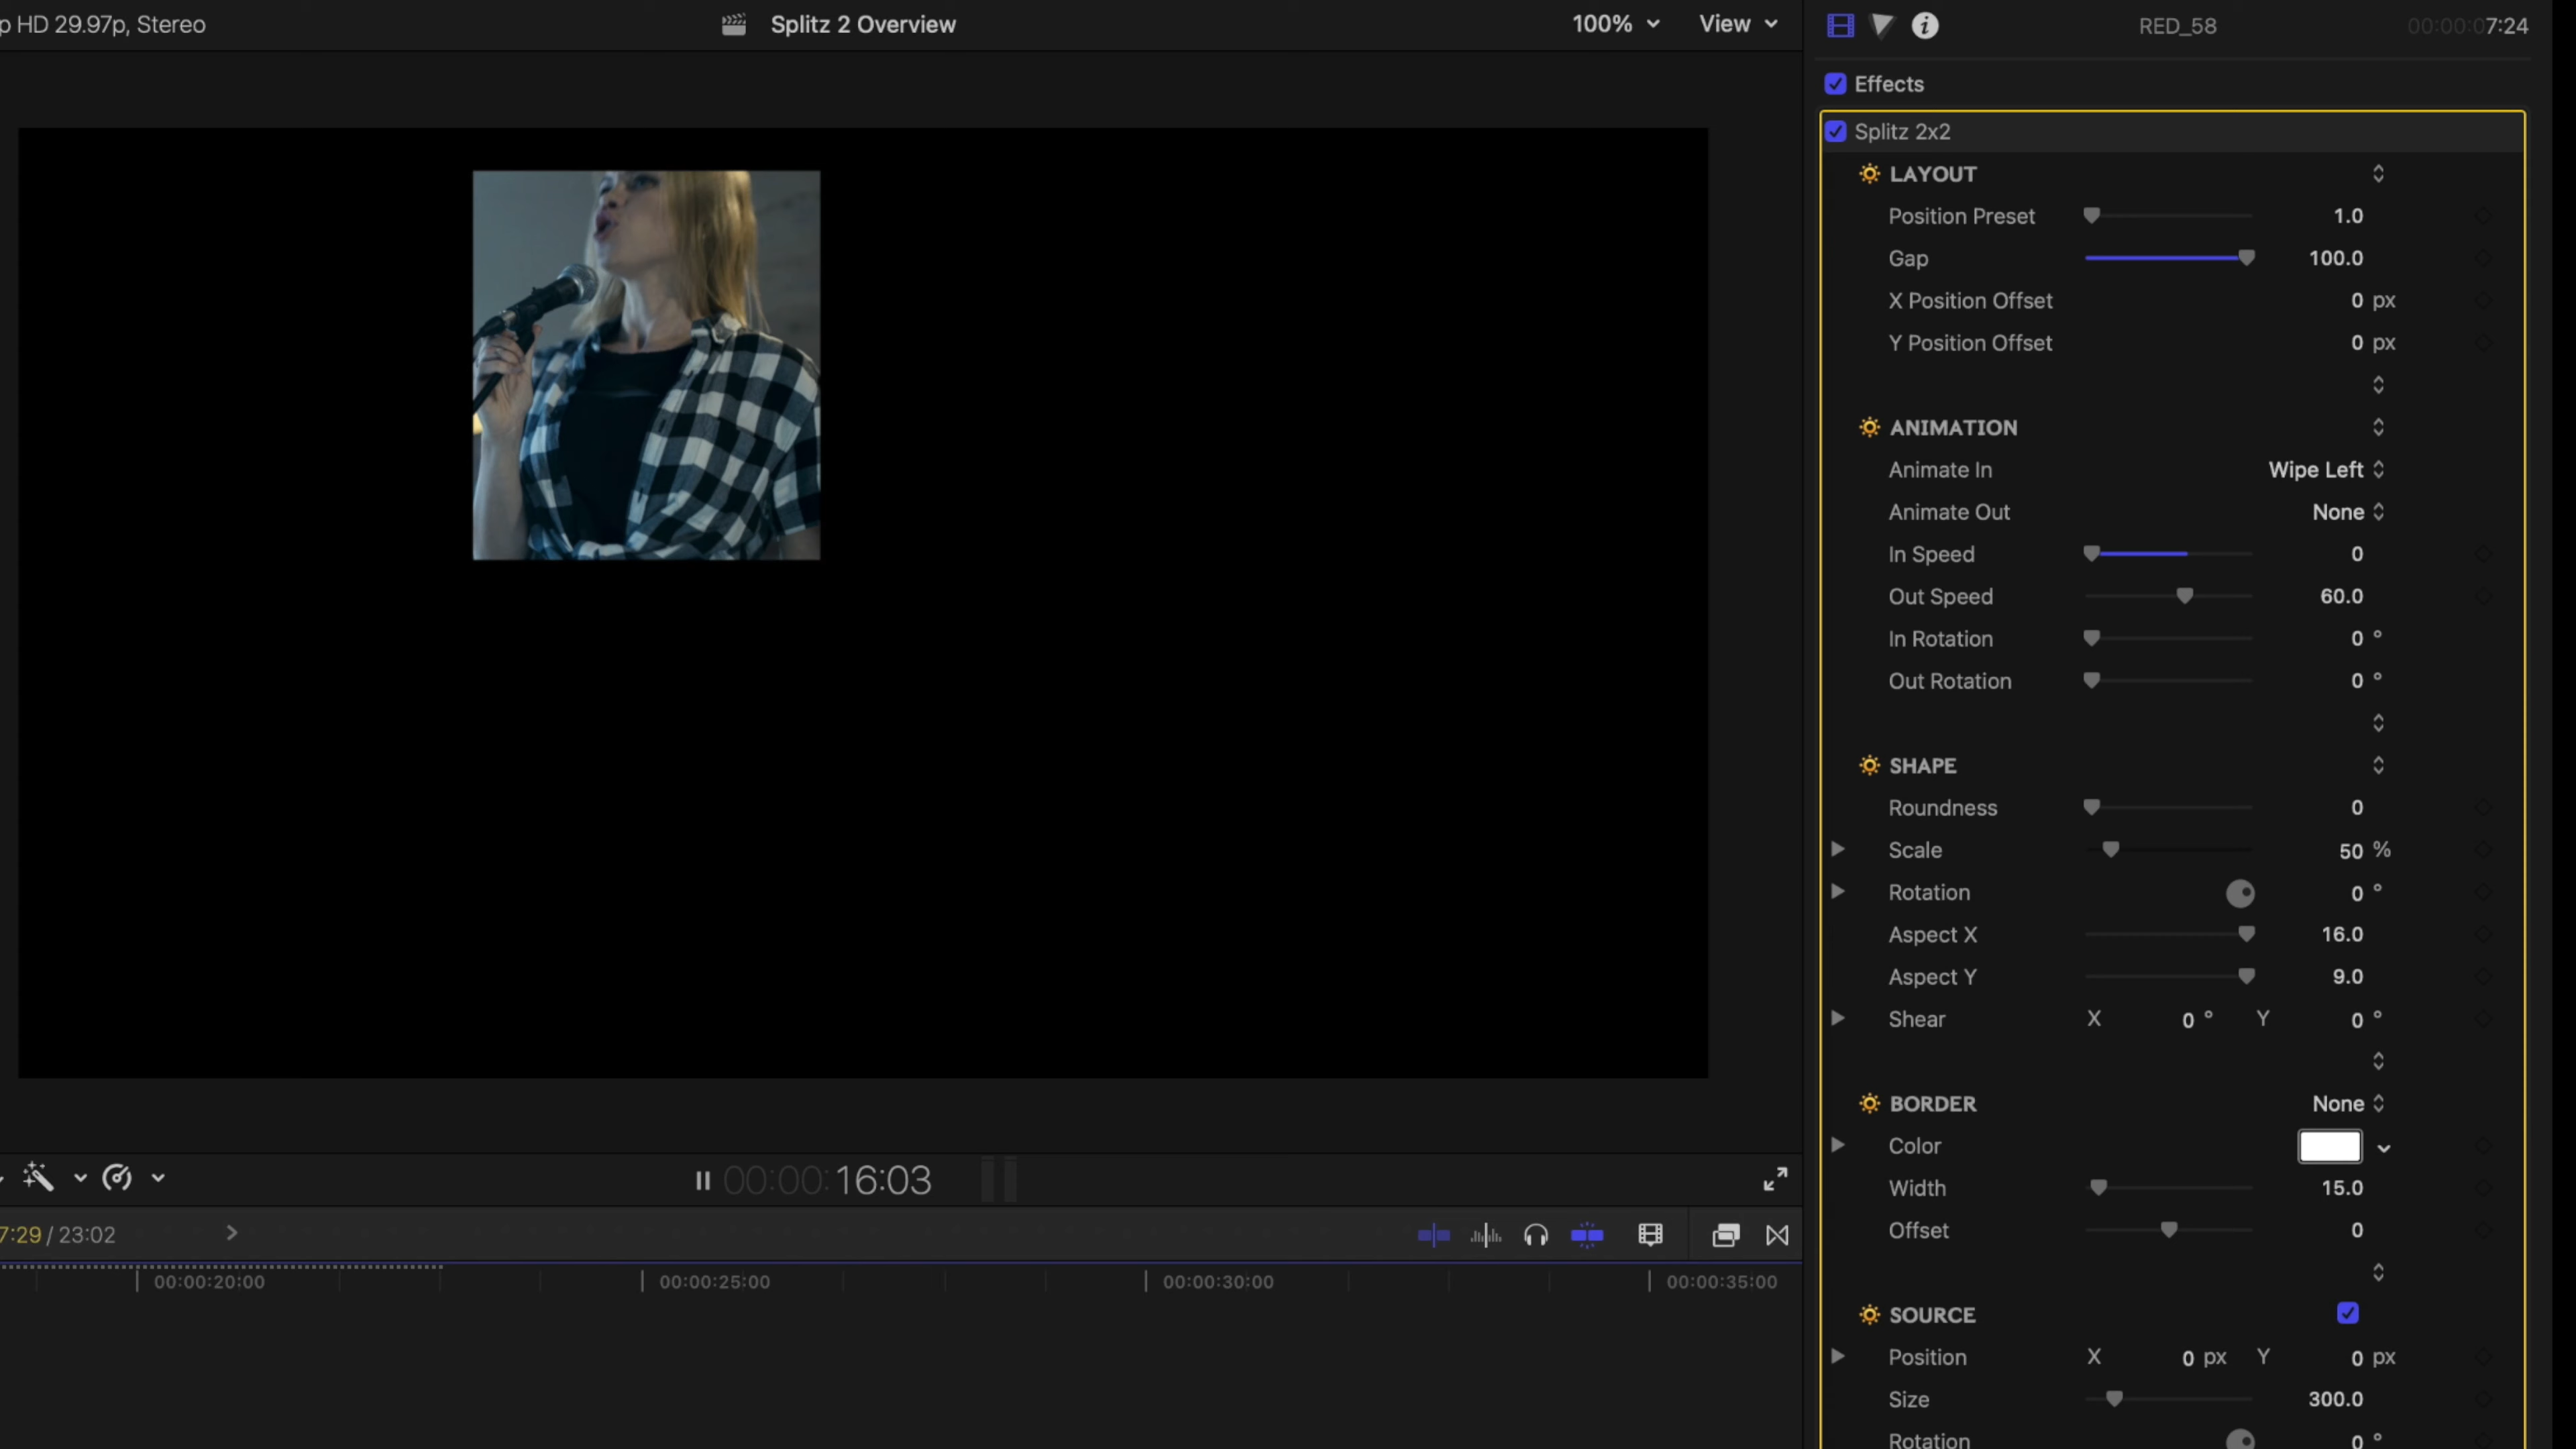 p HD 29.97p, Stereo
Splitz 2 Overview
100%
View
RED_58
00:00:07:24
Effects
Splitz 2x2
LAYOUT
Position Preset 1.0
Gap 100.0
X Position Offset 0 px
Y Position Offset 0 px
ANIMATION
Animate In Wipe Left
Animate Out None
In Speed 0
Out Speed 60.0
In Rotation 0 °
Out Rotation 0 °
SHAPE
Roundness 0
Scale 50 %
Rotation 0 °
Aspect X 16.0
Aspect Y 9.0
Shear X 0 ° Y 0 °
BORDER None
Color
Width 15.0
Offset 0
SOURCE
Position X 0 px Y 0 px
Size 300.0
Rotation 0 °
00:00:16:03
7:29 / 23:02
00:00:20:00
00:00:25:00
00:00:30:00
00:00:35:00